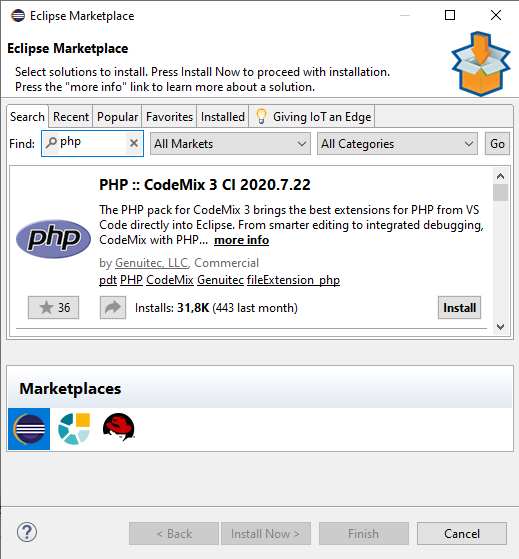 Eclipse Marketplace
Eclipse Marketplace
Select solutions to install. Press Install Now to proceed with installation.
Press the "more info" link to learn more about a solution.
Search Recent Popular Favorites Installed Giving IoT an Edge
Find: php All Markets All Categories Go
PHP :: CodeMix 3 CI 2020.7.22
php
The PHP pack for CodeMix 3 brings the best extensions for PHP from VS
Code directly into Eclipse. From smarter editing to integrated debugging,
CodeMix with PHP... more info
by Genuitec, LLC, Commercial
pdt PHP CodeMix Genuitec fileExtension_php
36 Installs: 31,8K (443 last month) Install
Marketplaces
? < Back Install Now > Finish Cancel